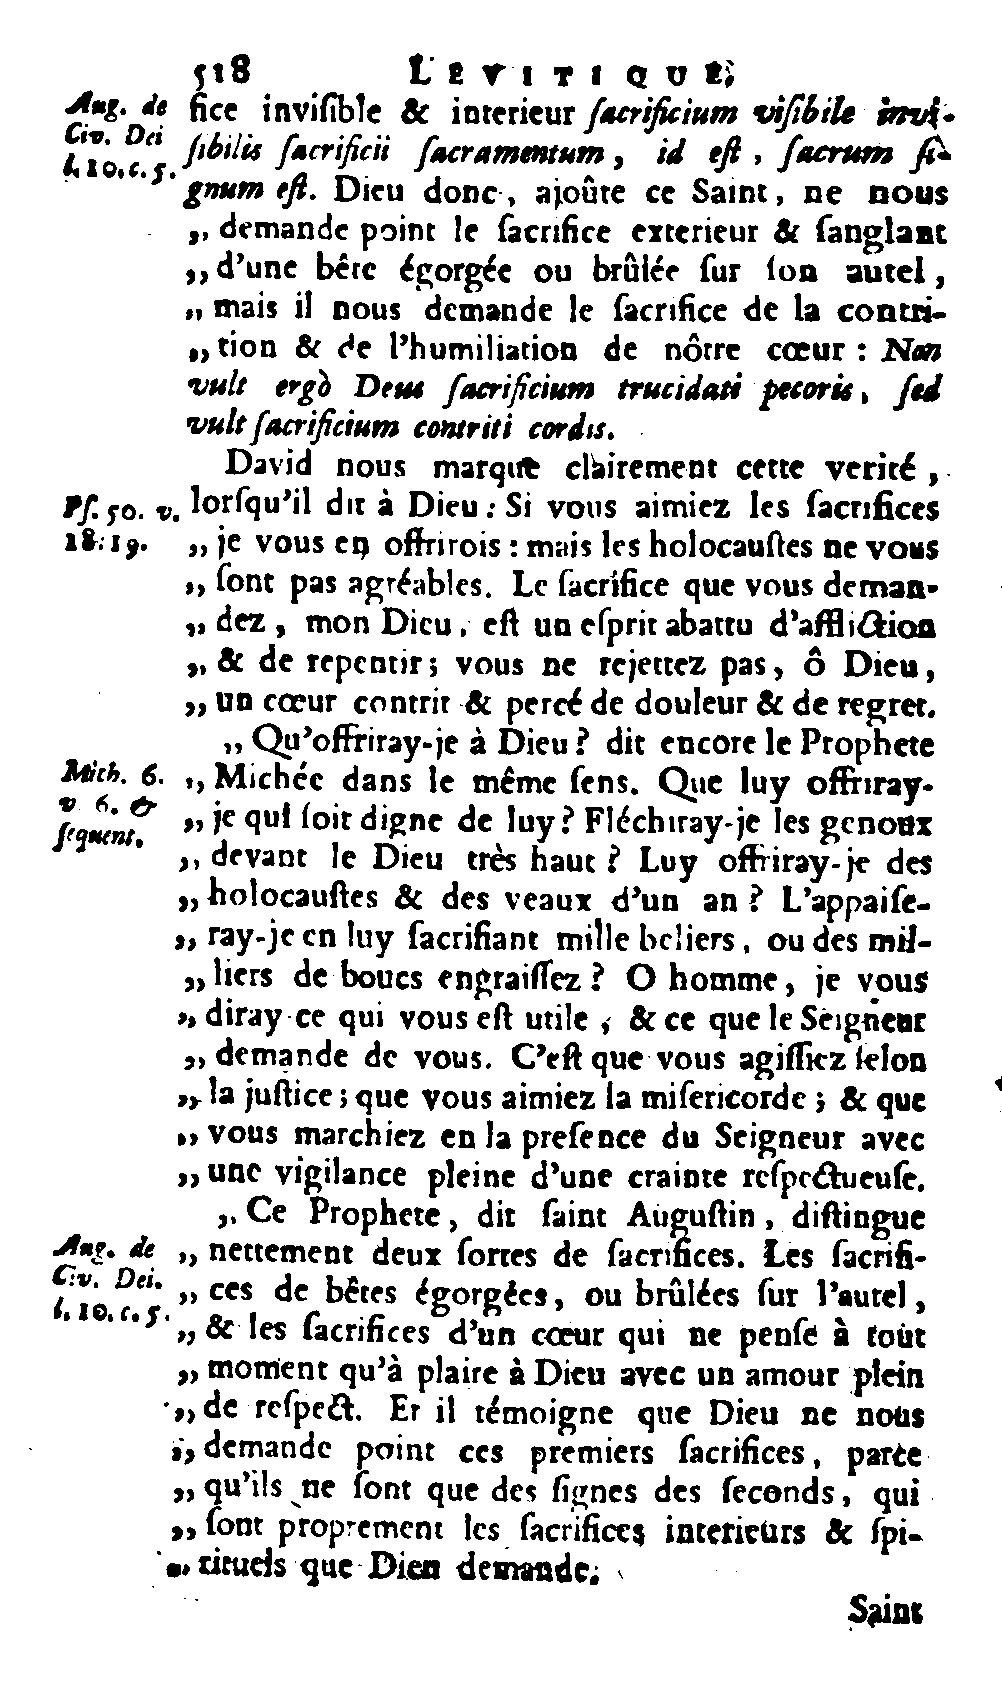 518 LEVITIQUE,
Aug. de
Civ. Dei
l. 10. c. 5.
fice inviſible & interieur ſacrificium viſibile invi-
ſibilis ſacrificii ſacramentum, id eſt, ſacrum ſi-
gnum eſt. Dieu donc, ajoûte ce Saint, ne nous
„ demande point le ſacrifice exterieur & ſanglant
„ d'une bête égorgée ou brûlée ſur ſon autel,
„ mais il nous demande le ſacrifice de la contri-
„ tion & de l'humiliation de nôtre cœur : Non
vult ergò Deus ſacrificium trucidati pecoris, ſed
vult ſacrificium contriti cordis.
David nous marque clairement cette verité,
Pſ. 50. v.
18. 19.
lorſqu'il dit à Dieu : Si vous aimiez les ſacrifices
„ je vous en offrirois : mais les holocauſtes ne vous
„ ſont pas agréables. Le ſacrifice que vous deman-
„ dez, mon Dieu, eſt un eſprit abattu d'affliction
„ & de repentir; vous ne rejettez pas, ô Dieu,
„ un cœur contrit & percé de douleur & de regret.
„ Qu'offriray-je à Dieu ? dit encore le Prophete
Mich. 6.
v 6. &
ſequent.
„ Michée dans le même ſens. Que luy offriray-
„ je qui ſoit digne de luy ? Fléchiray-je les genoux
„ devant le Dieu très haut ? Luy offriray-je des
„ holocauſtes & des veaux d'un an ? L'appaiſe-
„ ray-je en luy ſacrifiant mille beliers, ou des mil-
„ liers de boucs engraiſſez ? O homme, je vous
„ diray ce qui vous eſt utile, & ce que le Seigneur
„ demande de vous. C'eſt que vous agiſſiez ſelon
„ la juſtice; que vous aimiez la miſericorde; & que
„ vous marchiez en la preſence du Seigneur avec
„ une vigilance pleine d'une crainte reſpectueuſe.
„ Ce Prophete, dit ſaint Auguſtin, diſtingue
Aug. de
Civ. Dei.
l. 10. c. 5.
„ nettement deux ſortes de ſacrifices. Les ſacrifi-
„ ces de bêtes égorgées, ou brûlées ſur l'autel,
„ & les ſacrifices d'un cœur qui ne penſe à tout
„ moment qu'à plaire à Dieu avec un amour plein
„ de reſpect. Et il témoigne que Dieu ne nous
„ demande point ces premiers ſacrifices, parce
„ qu'ils ne ſont que des ſignes des ſeconds, qui
„ ſont proprement les ſacrifices interieurs & ſpi-
„ rituels que Dieu demande.
Saint